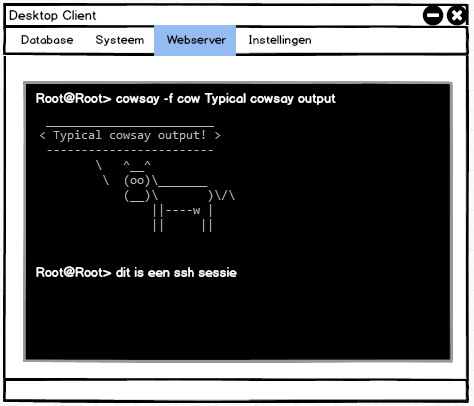 Desktop Client
Database Systeem Webserver Instellingen
Root@Root> cowsay -f cow Typical cowsay output
 _______________________
< Typical cowsay output! >
 -------------------------
        \   ^__^
         \  (oo)\_______
            (__)\       )\/\
                ||----w |
                ||     ||
Root@Root> dit is een ssh sessie